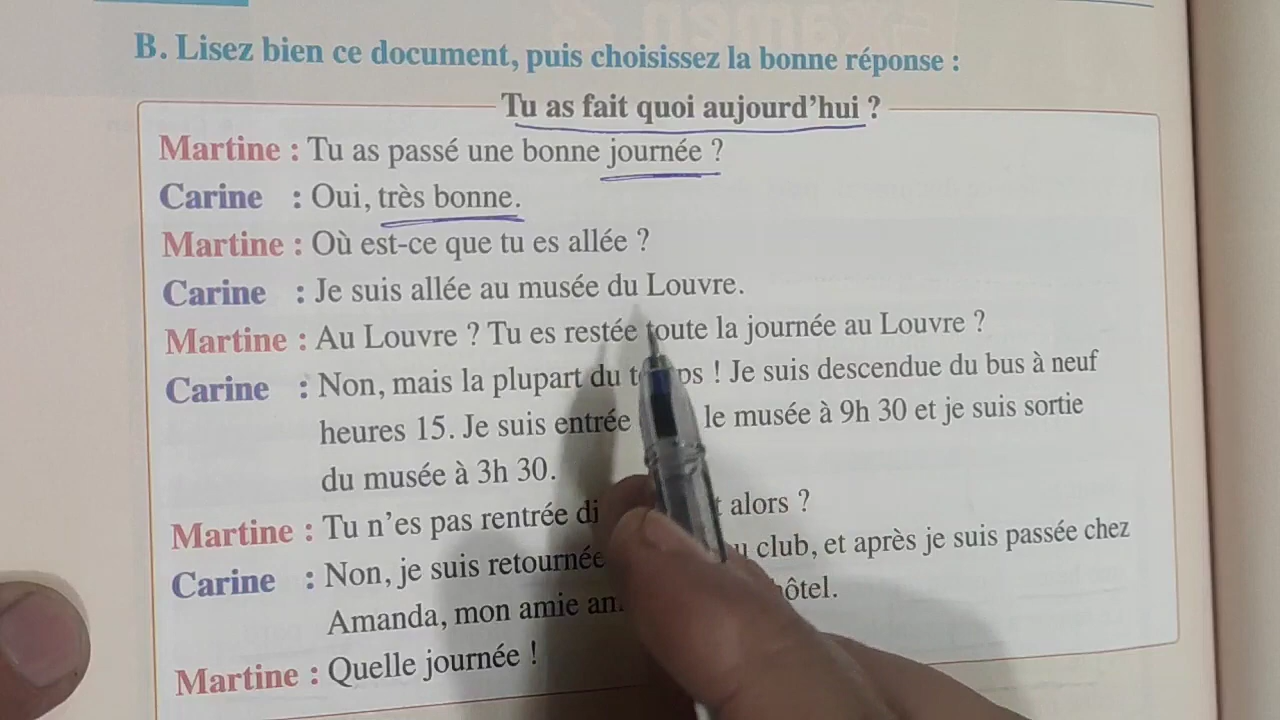 B. Lisez bien ce document, puis choisissez la bonne réponse :
Tu as fait quoi aujourd'hui ?
Martine : Tu as passé une bonne journée ?
Carine : Oui, très bonne.
Martine : Où est-ce que tu es allée ?
Carine : Je suis allée au musée du Louvre.
Martine : Au Louvre ? Tu es restée toute la journée au Louvre ?
Carine : Non, mais la plupart du ! Je suis descendue du bus à neuf
heures 15. Je suis entrée le musée à 9h 30 et je suis sortie
du musée à 3h 30.
Martine : Tu n'es pas rentrée alors ?
Carine : Non, je suis retournée club, et après je suis passée chez
Amanda, mon amie
Martine : Quelle journée !